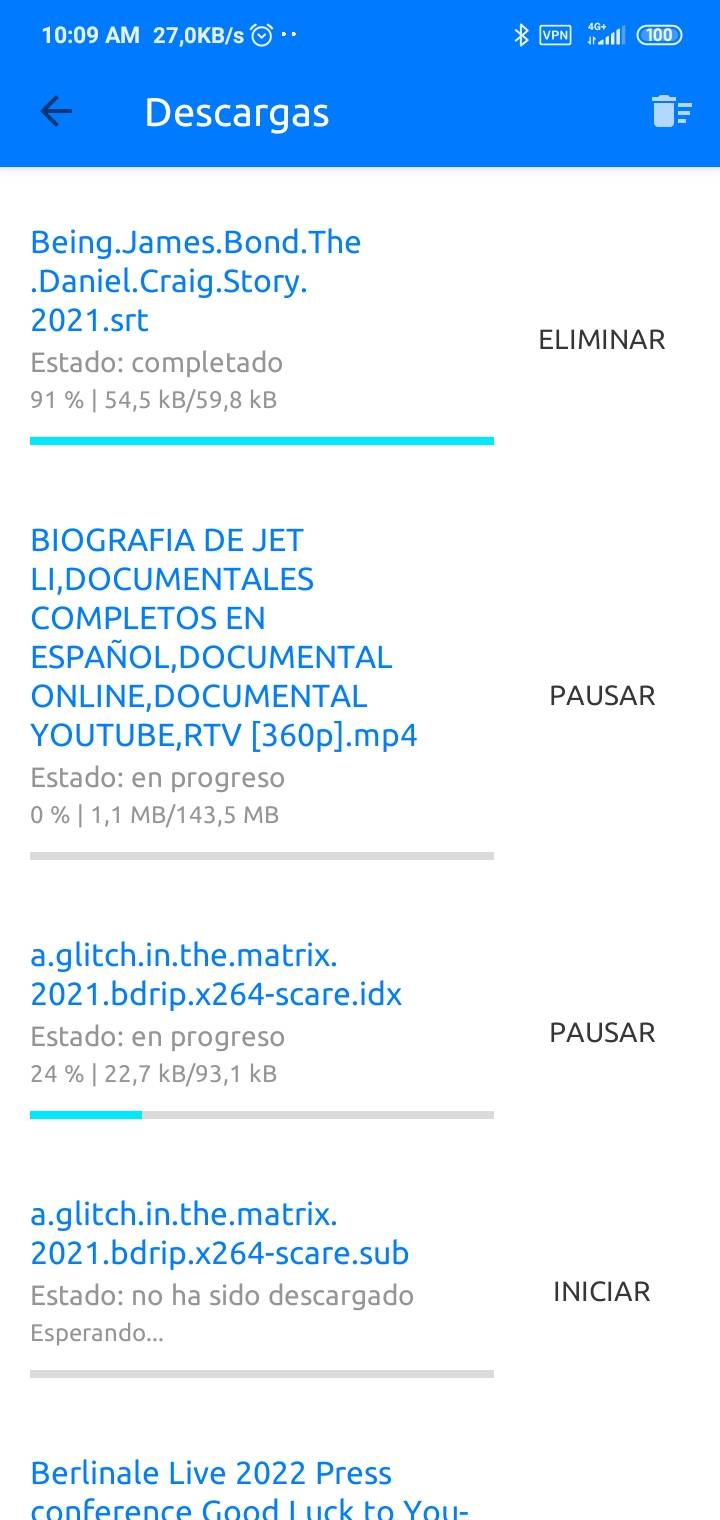 10:09 AM 27,0KB/s VPN 4G+ 100
Descargas
Being.James.Bond.The
.Daniel.Craig.Story.
2021.srt
Estado: completado
91 % | 54,5 kB/59,8 kB
ELIMINAR
BIOGRAFIA DE JET
LI,DOCUMENTALES
COMPLETOS EN
ESPAÑOL,DOCUMENTAL
ONLINE,DOCUMENTAL
YOUTUBE,RTV [360p].mp4
Estado: en progreso
0 % | 1,1 MB/143,5 MB
PAUSAR
a.glitch.in.the.matrix.
2021.bdrip.x264-scare.idx
Estado: en progreso
24 % | 22,7 kB/93,1 kB
PAUSAR
a.glitch.in.the.matrix.
2021.bdrip.x264-scare.sub
Estado: no ha sido descargado
Esperando...
INICIAR
Berlinale Live 2022 Press
conference Good Luck to You-